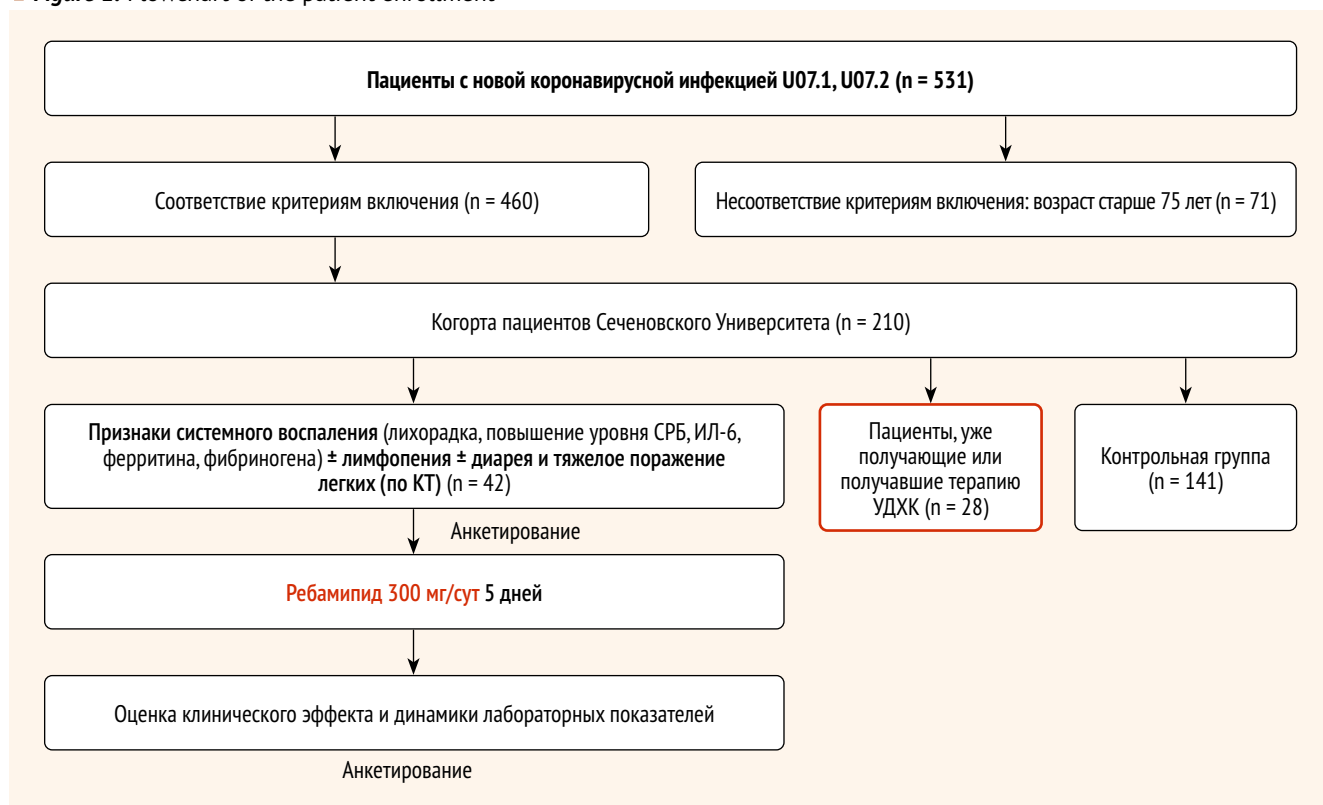 Пациенты с новой коронавирусной инфекцией U07.1, U07.2 (n = 531)
Соответствие критериям включения (n = 460)
Несоответствие критериям включения: возраст старше 75 лет (n = 71)
Когорта пациентов Сеченовского Университета (n = 210)
Признаки системного воспаления (лихорадка, повышение уровня СРБ, ИЛ-6,
ферритина, фибриногена) ± лимфопения ± диарея и тяжелое поражение
легких (по КТ) (n = 42)
Пациенты, уже
получающие или
получавшие терапию
УДХК (n = 28)
Контрольная группа
(n = 141)
Анкетирование
Ребамипид 300 мг/сут 5 дней
Оценка клинического эффекта и динамики лабораторных показателей
Анкетирование